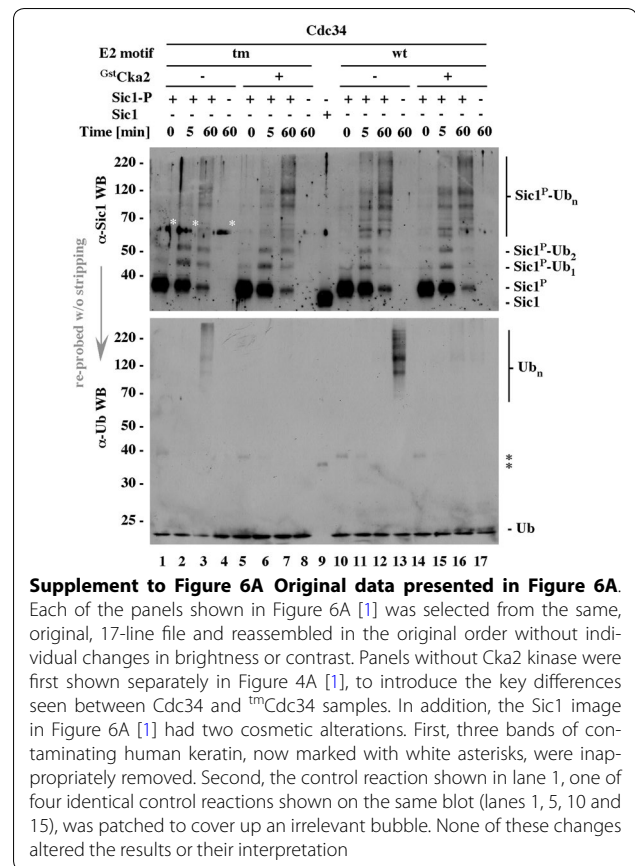 Cdc34
E2 motif tm wt
GstCka2 - + - +
Sic1-P + + + - + + + - - + + + - + + + -
Sic1 - - - - - - - - + - - - - - - - -
Time [min] 0 5 60 60 0 5 60 60 0 5 60 60 0 5 60 60
α-Sic1 WB
220 -
120 -
70 -
50 -
40 -
* * *
Sic1P-Ubn
- Sic1P-Ub2
- Sic1P-Ub1
- Sic1P
- Sic1
re-probed w/o stripping
α-Ub WB
220 -
120 -
70 -
50 -
40 -
30 -
25 -
Ubn
*
*
- Ub
1 2 3 4 5 6 7 8 9 10 11 12 13 14 15 16 17
Supplement to Figure 6A Original data presented in Figure 6A.
Each of the panels shown in Figure 6A [1] was selected from the same,
original, 17-line file and reassembled in the original order without indi-
vidual changes in brightness or contrast. Panels without Cka2 kinase were
first shown separately in Figure 4A [1], to introduce the key differences
seen between Cdc34 and tmCdc34 samples. In addition, the Sic1 image
in Figure 6A [1] had two cosmetic alterations. First, three bands of con-
taminating human keratin, now marked with white asterisks, were inap-
propriately removed. Second, the control reaction shown in lane 1, one of
four identical control reactions shown on the same blot (lanes 1, 5, 10 and
15), was patched to cover up an irrelevant bubble. None of these changes
altered the results or their interpretation